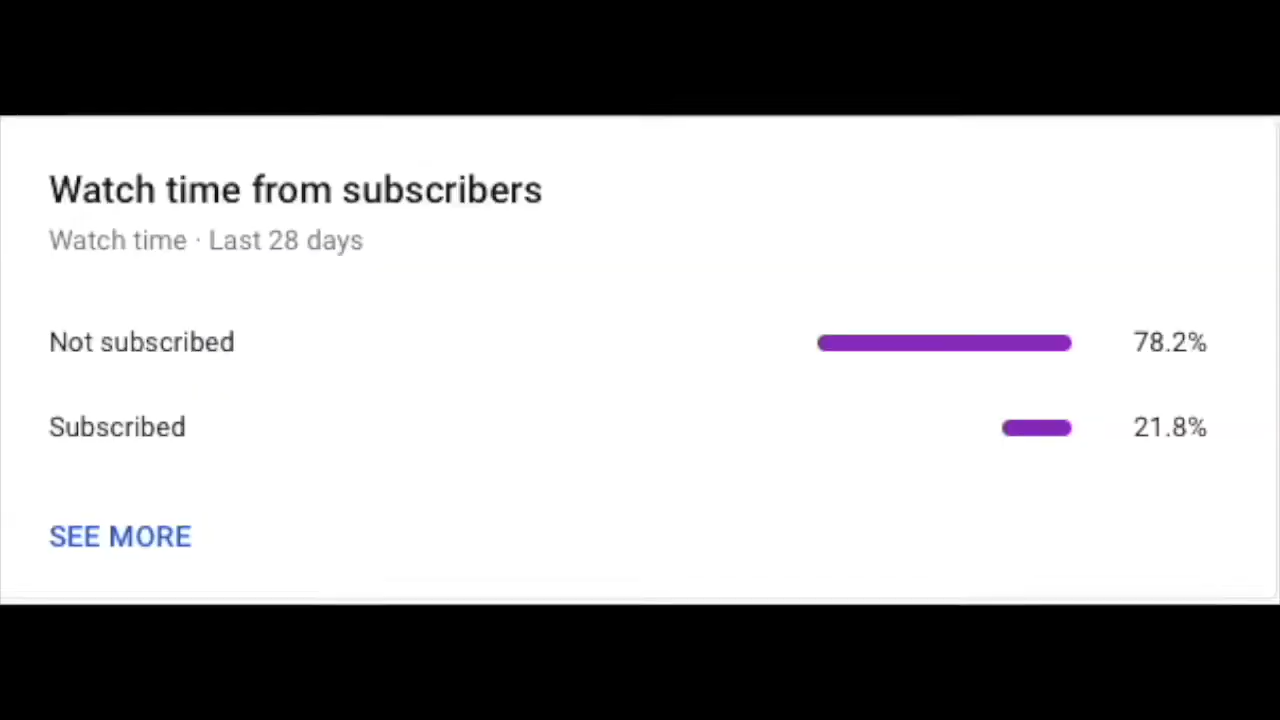 Watch time from subscribers
Watch time · Last 28 days
Not subscribed 78.2%
Subscribed 21.8%
SEE MORE